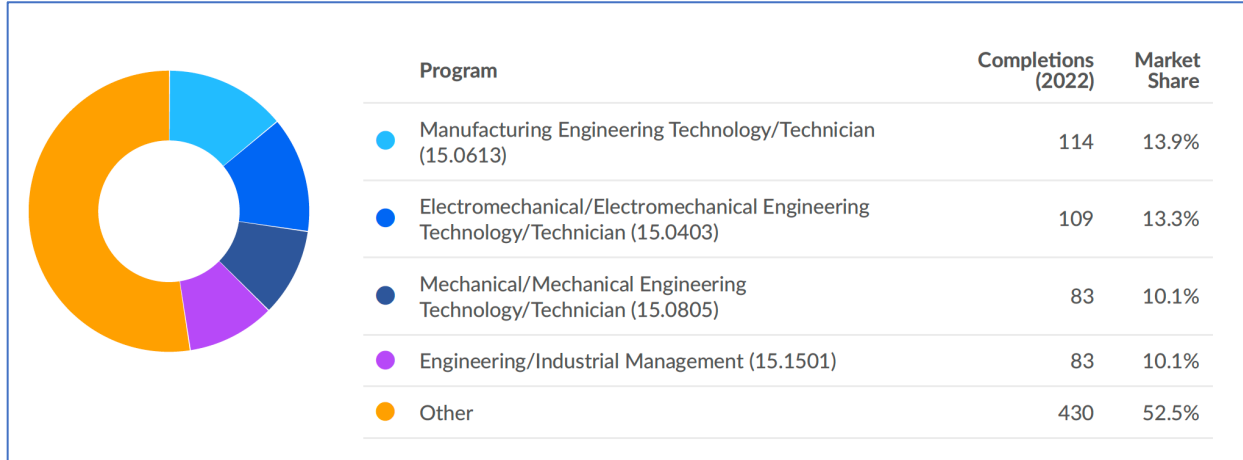 Program
Completions
(2022)
Market
Share
Manufacturing Engineering Technology/Technician
(15.0613)
114
13.9%
Electromechanical/Electromechanical Engineering
Technology/Technician (15.0403)
109
13.3%
Mechanical/Mechanical Engineering
Technology/Technician (15.0805)
83
10.1%
Engineering/Industrial Management (15.1501)
83
10.1%
Other
430
52.5%